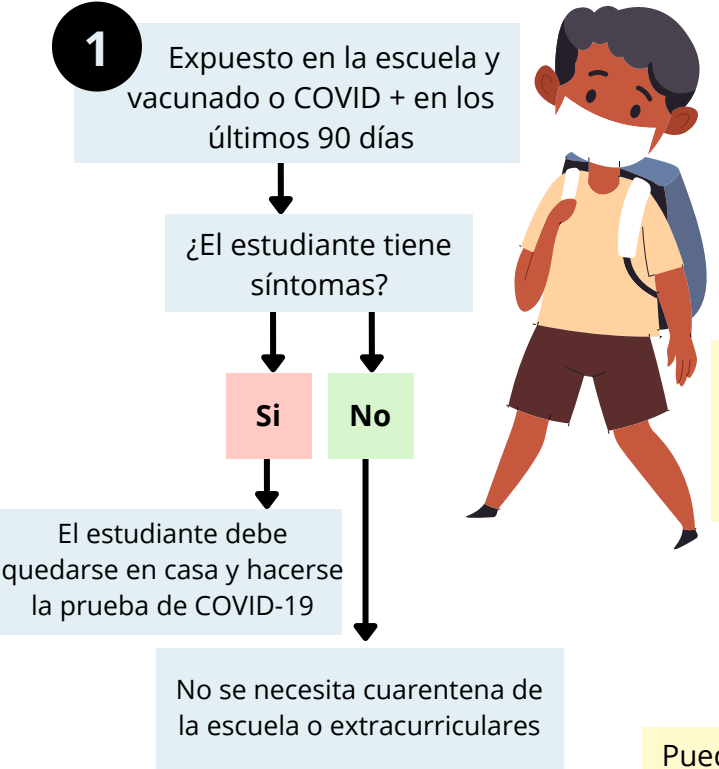 1
Expuesto en la escuela y
vacunado o COVID + en los
últimos 90 días
¿El estudiante tiene
síntomas?
Si
No
El estudiante debe
quedarse en casa y hacerse
la prueba de COVID-19
No se necesita cuarentena de
la escuela o extracurriculares